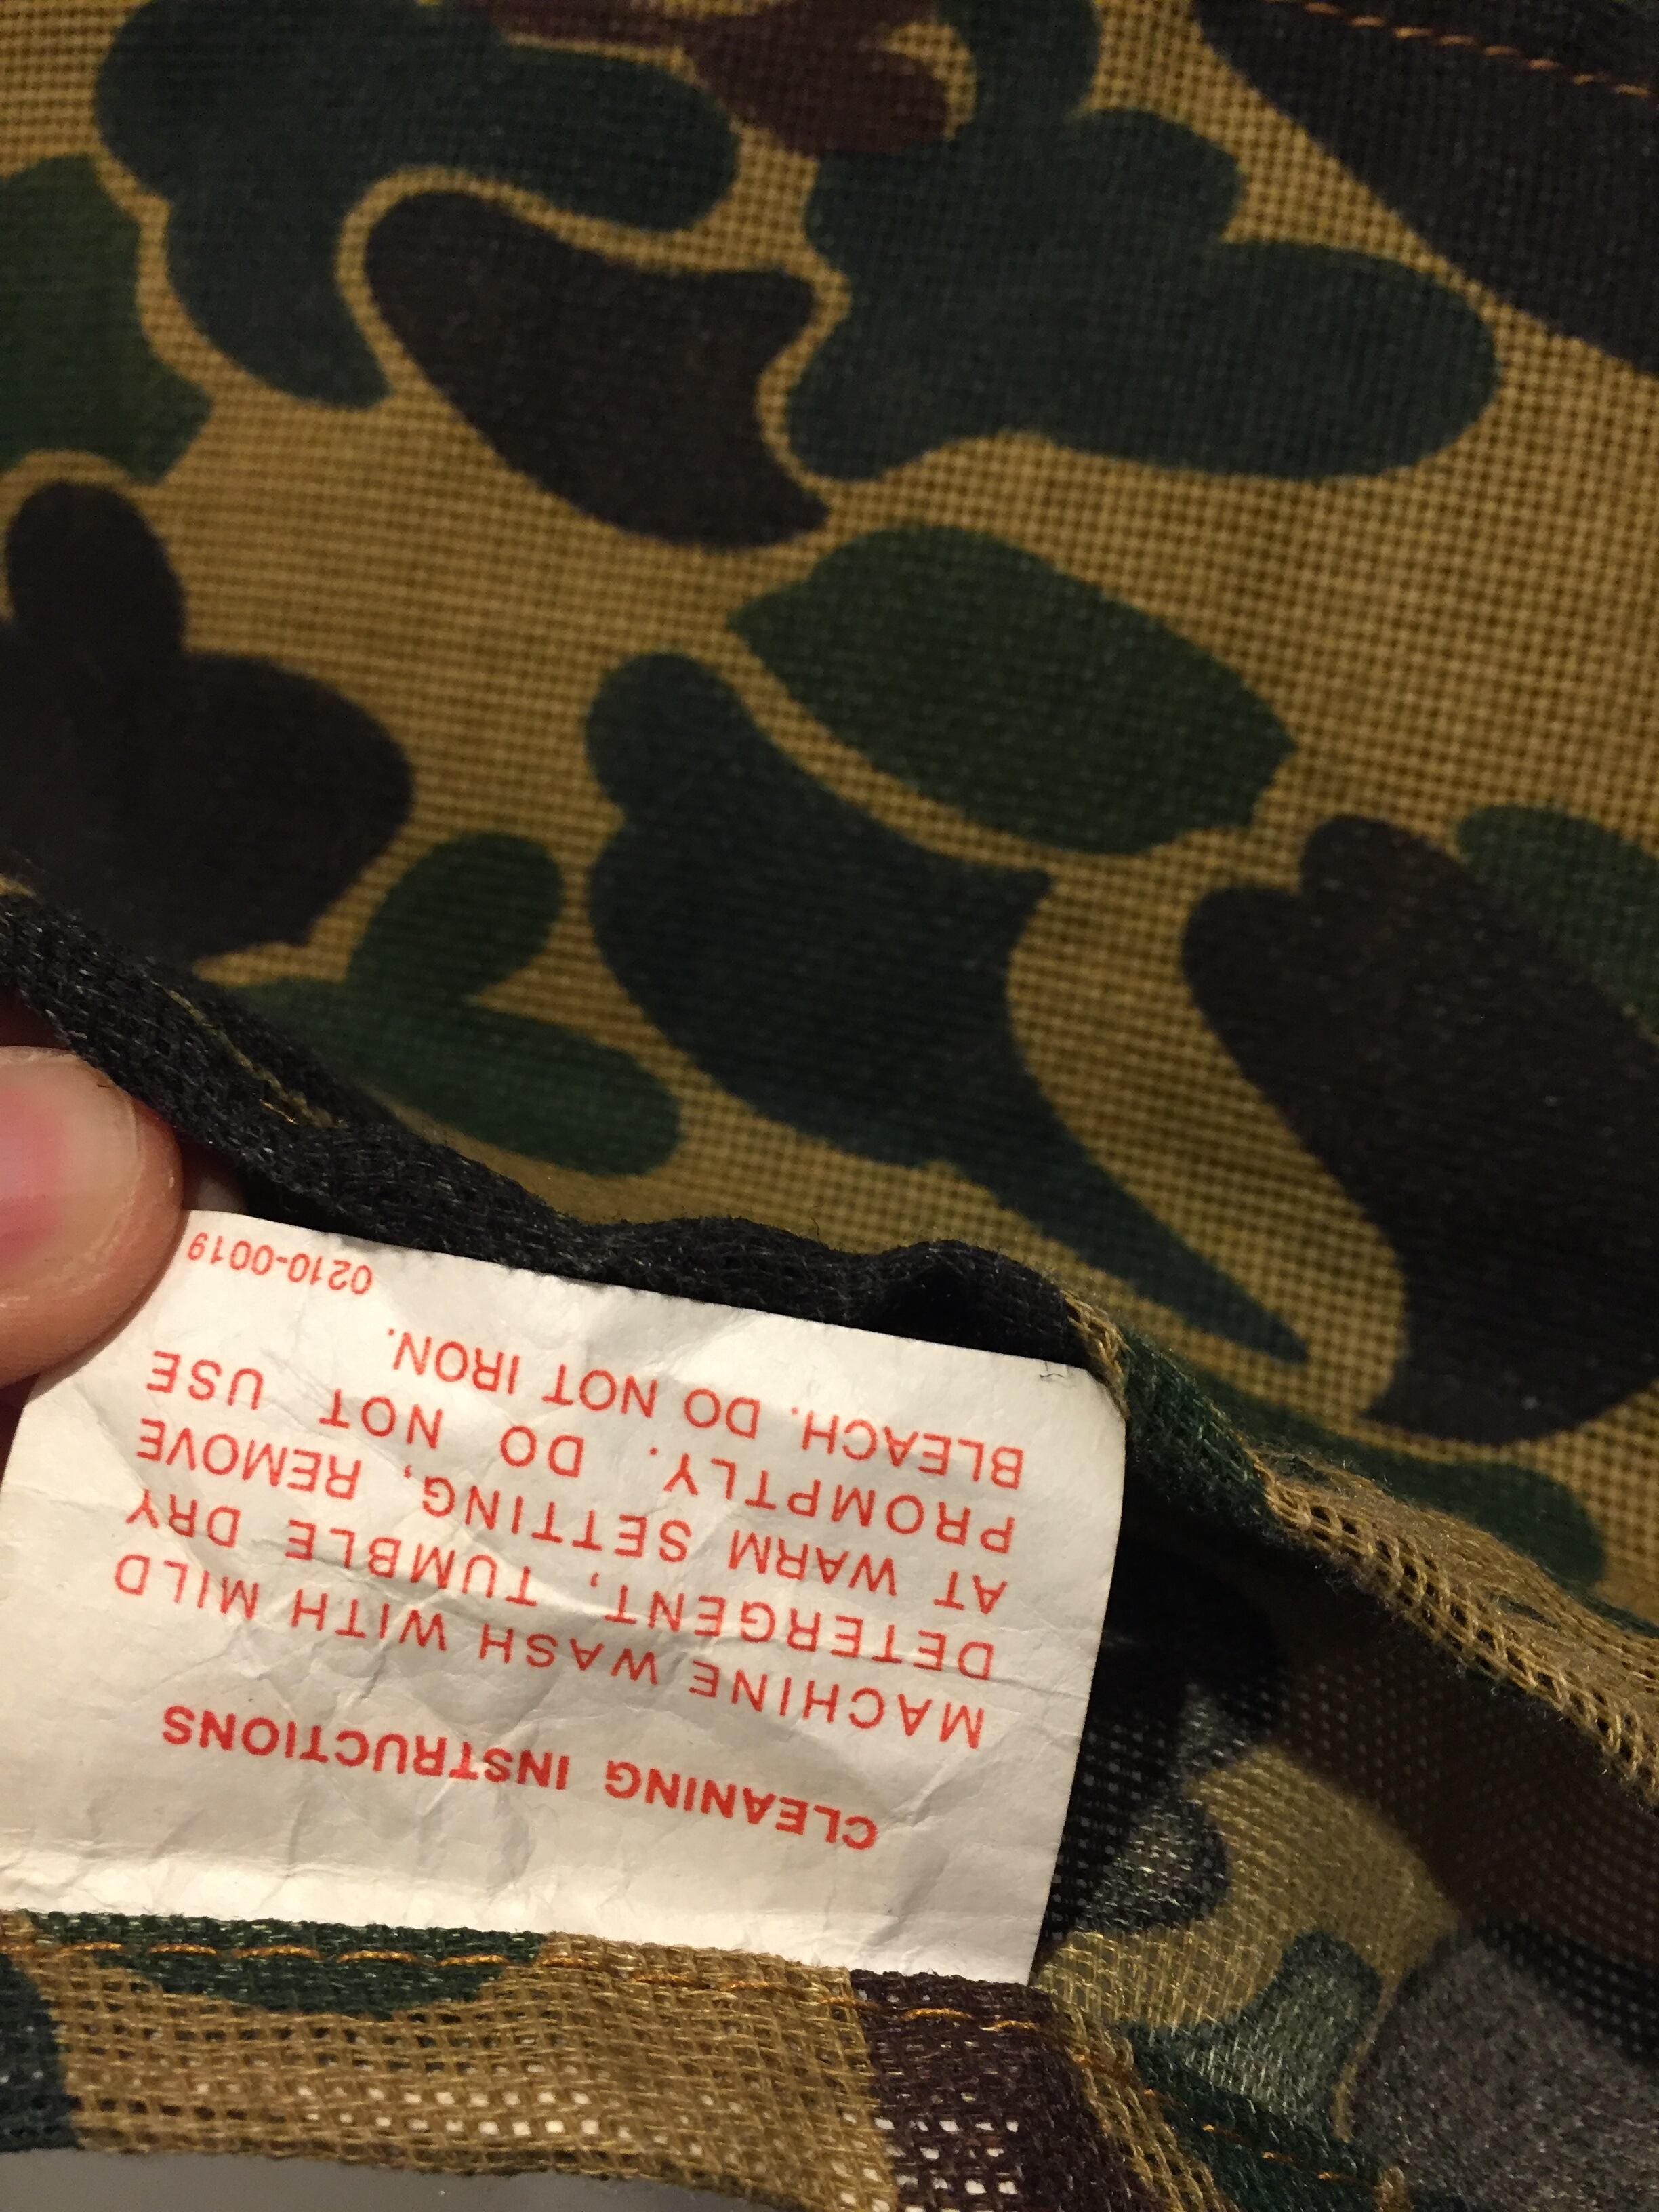 CLEANING INSTRUCTIONS
MACHINE WASH WITH MILD
DETERGENT, TUMBLE DRY
AT WARM SETTING, REMOVE
PROMPTLY. DO NOT USE
BLEACH. DO NOT IRON.
0210-0019